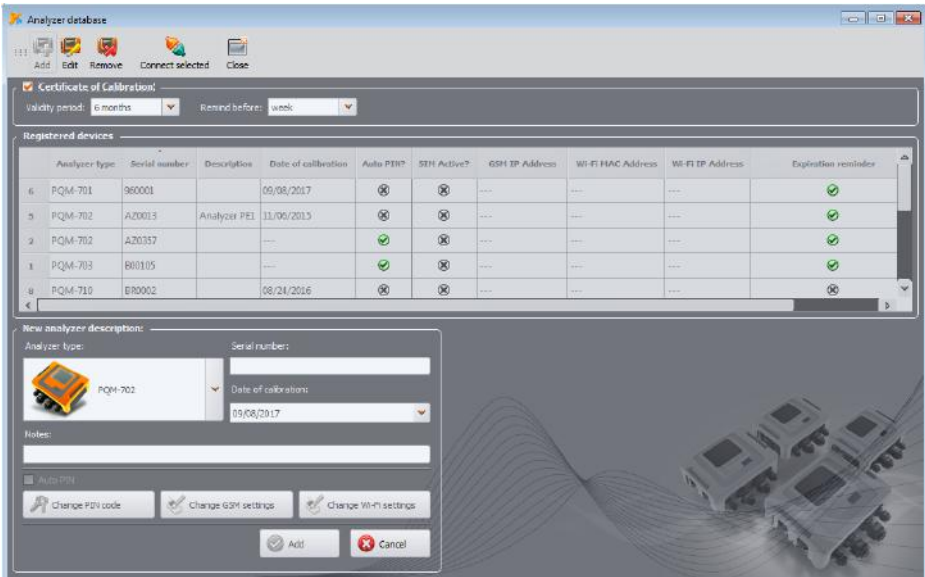 Analyzer database
Add Edit Remove Connect selected Close
Certificate of Calibration:
Validity period: 6 months Remind before: week
Registered devices
Analyzer type Serial number Description Date of calibration Auto PIN? SIM Active? GSM IP Address Wi-Fi MAC Address Wi-Fi IP Address Expiration reminder
6 PQM-701 960001 09/08/2017 --- --- ---
5 PQM-702 AZ0013 Analyzer PE1 11/06/2015 --- --- ---
2 PQM-702 AZ0357 --- --- --- ---
1 PQM-703 B00105 --- --- --- ---
8 PQM-710 BR0002 08/24/2016 --- --- ---
New analyzer description:
Analyzer type: Serial number:
PQM-702
Date of calibration:
09/08/2017
Notes:
Auto PIN
Change PIN code Change GSM settings Change Wi-Fi settings
Add Cancel